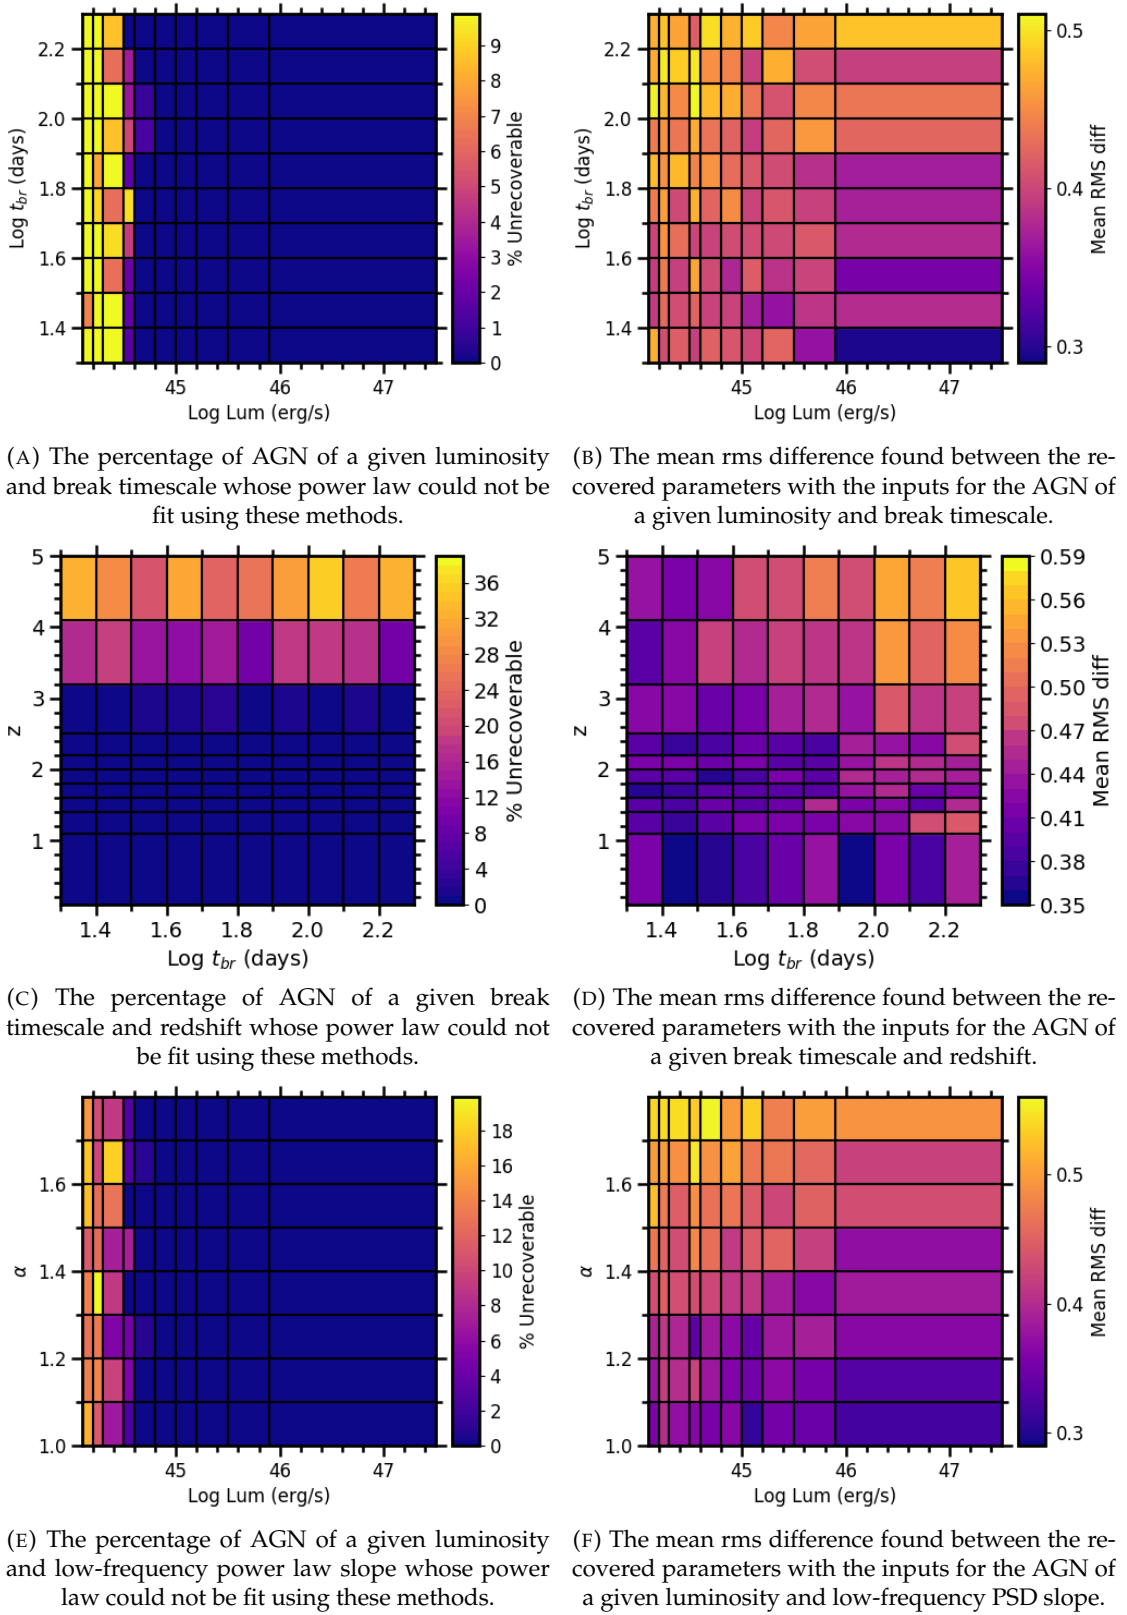 2.2
2.0
1.8
1.6
1.4
Log t_br (days)
45 46 47
Log Lum (erg/s)
9
8
7
6
5
4
3
2
1
0
% Unrecoverable
2.2
2.0
1.8
1.6
1.4
Log t_br (days)
45 46 47
Log Lum (erg/s)
0.5
0.4
0.3
Mean RMS diff
(A) The percentage of AGN of a given luminosity
and break timescale whose power law could not be
fit using these methods.
(B) The mean rms difference found between the re-
covered parameters with the inputs for the AGN of
a given luminosity and break timescale.
5
4
3
2
1
z
1.4 1.6 1.8 2.0 2.2
Log t_br (days)
36
32
28
24
20
16
12
8
4
0
% Unrecoverable
5
4
3
2
1
z
1.4 1.6 1.8 2.0 2.2
Log t_br (days)
0.59
0.56
0.53
0.50
0.47
0.44
0.41
0.38
0.35
Mean RMS diff
(C) The percentage of AGN of a given break
timescale and redshift whose power law could not
be fit using these methods.
(D) The mean rms difference found between the re-
covered parameters with the inputs for the AGN of
a given break timescale and redshift.
1.6
1.4
1.2
1.0
α
45 46 47
Log Lum (erg/s)
18
16
14
12
10
8
6
4
2
0
% Unrecoverable
1.6
1.4
1.2
1.0
α
45 46 47
Log Lum (erg/s)
0.5
0.4
0.3
Mean RMS diff
(E) The percentage of AGN of a given luminosity
and low-frequency power law slope whose power
law could not be fit using these methods.
(F) The mean rms difference found between the re-
covered parameters with the inputs for the AGN of
a given luminosity and low-frequency PSD slope.